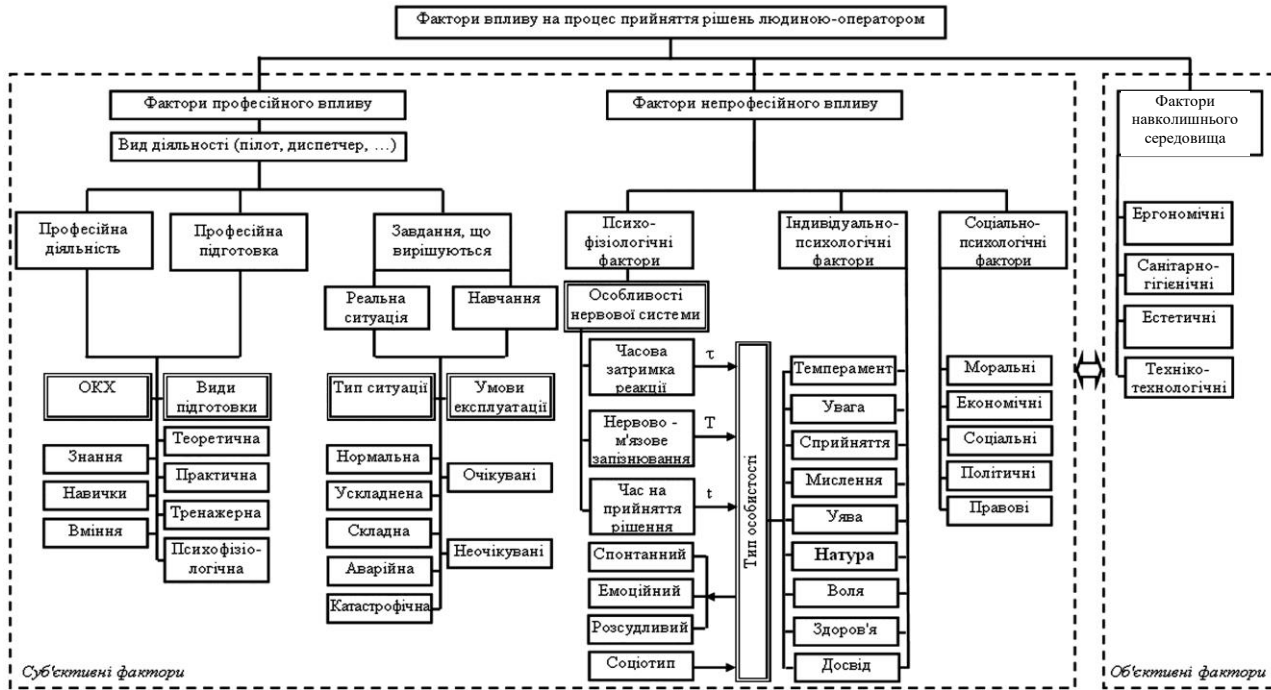 Фактори впливу на процес прийняття рішень людиною-оператором
Фактори професійного впливу
Фактори непрофесійного впливу
Фактори
навколишнього
середовища
Вид діяльності (пілот, диспетчер, ...)
Професійна
діяльність
Професійна
підготовка
Завдання, що
вирішуються
Психо-
фізіологічні
фактори
Індивідуально-
психологічні
фактори
Соціально-
психологічні
фактори
Реальна
ситуація
Навчання
Особливості
нервової системи
ОКХ
Види
підготовки
Тип ситуації
Умови
експлуатації
Знання
Навички
Вміння
Теоретична
Практична
Тренажерна
Психофізіо-
логічна
Нормальна
Ускладнена
Складна
Аварійна
Катастрофічна
Очікувані
Неочікувані
Часова
затримка
реакції
τ
Нервово -
м'язове
запізнювання
T
Час на
прийняття
рішення
t
Спонтанний
Емоційний
Розсудливий
Соціотип
Тип особистості
Темперамент
Увага
Сприйняття
Мислення
Уява
Натура
Воля
Здоров'я
Досвід
Моральні
Економічні
Соціальні
Політичні
Правові
Ергономічні
Санітарно-
гігієнічні
Естетичні
Техніко-
технологічні
Суб'єктивні фактори
Об'єктивні фактори